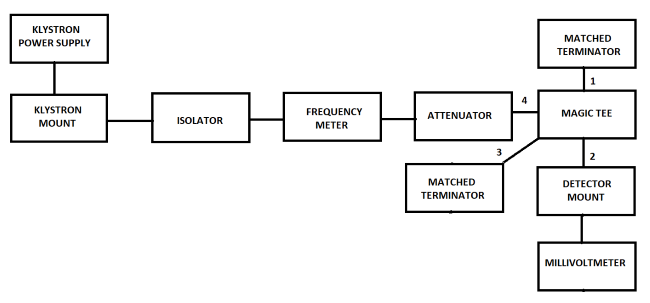 KLYSTRON
POWER SUPPLY
MATCHED
TERMINATOR
1
KLYSTRON
MOUNT
ISOLATOR
FREQUENCY
METER
ATTENUATOR
4
MAGIC TEE
3
2
MATCHED
TERMINATOR
DETECTOR
MOUNT
MILLIVOLTMETER